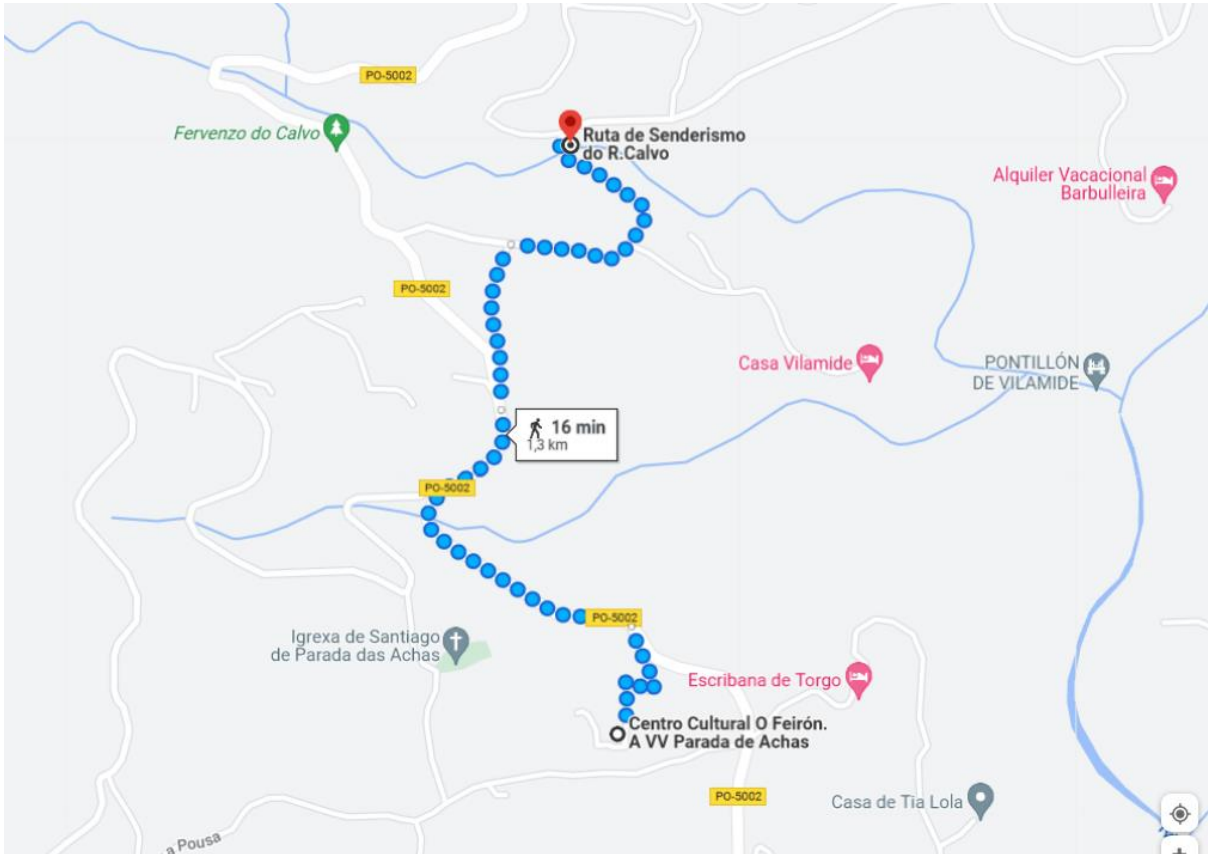 PO-5002
Fervenzo do Calvo
Ruta de Senderismo
do R.Calvo
Alquiler Vacacional
Barbulleira
PO-5002
Casa Vilamide
PONTILLÓN
DE VILAMIDE
16 min
1,3 km
PO-5002
PO-5002
Igrexa de Santiago
de Parada das Achas
Escribana de Torgo
Centro Cultural O Feirón.
A VV Parada de Achas
PO-5002
Casa de Tia Lola
a Pousa